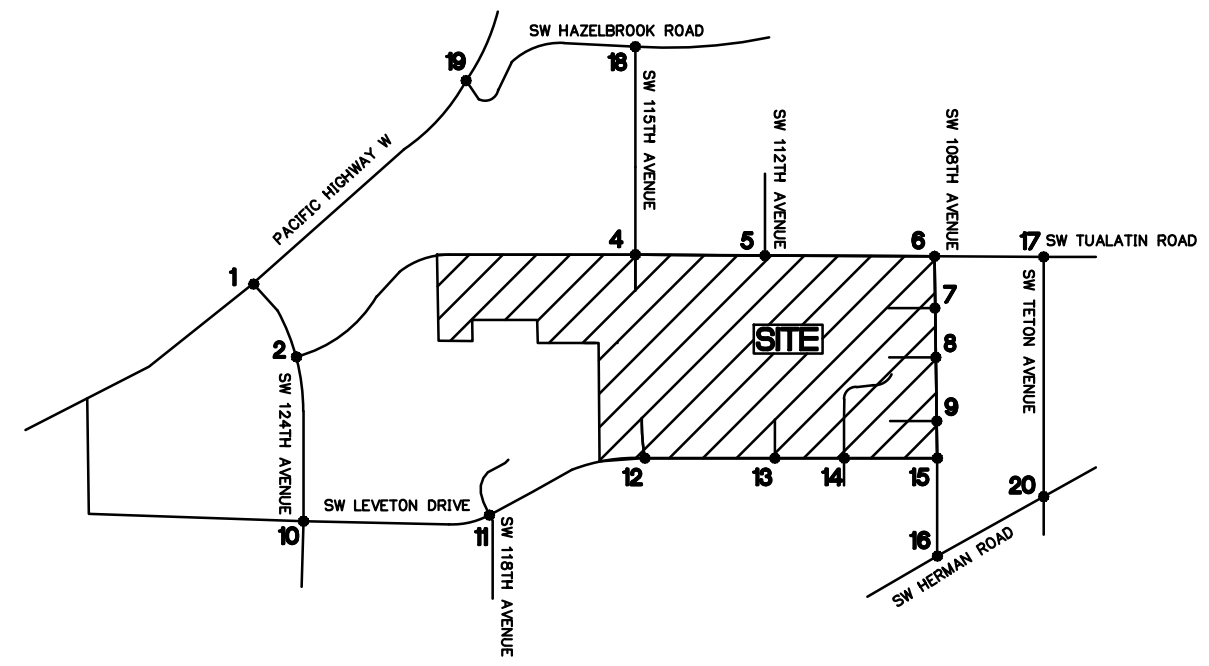 SW HAZELBROOK ROAD
19
18
SW 115TH AVENUE
SW 112TH AVENUE
SW 108TH AVENUE
PACIFIC HIGHWAY W
4
5
6
17
SW TUALATIN ROAD
1
7
SW TETON AVENUE
SITE
2
8
SW 124TH AVENUE
9
12
13
14
15
20
SW LEVETON DRIVE
10
11
SW 118TH AVENUE
16
SW HERMAN ROAD